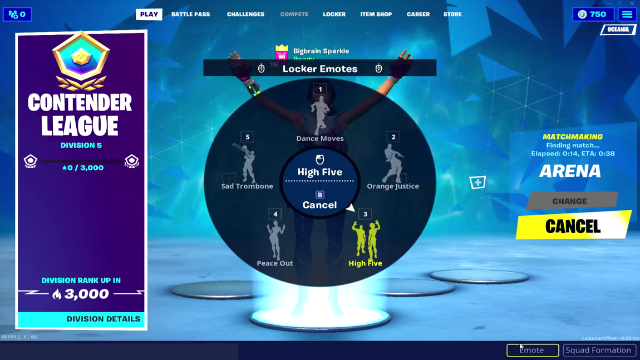 0
PLAY
BATTLE PASS
CHALLENGES
COMPETE
LOCKER
ITEM SHOP
CAREER
STORE
750
OCEANIA
CONTENDER
LEAGUE
DIVISION 5
0 / 3,000
DIVISION RANK UP IN
3,000
DIVISION DETAILS
Bigbrain Sparkle
Ready
Locker Emotes
1
Dance Moves
5
Sad Trombone
2
Orange Justice
High Five
B
Cancel
4
Peace Out
3
High Five
MATCHMAKING
Finding match...
Elapsed: 0:14, ETA: 0:38
ARENA
CHANGE
CANCEL
Emote
Squad Formation